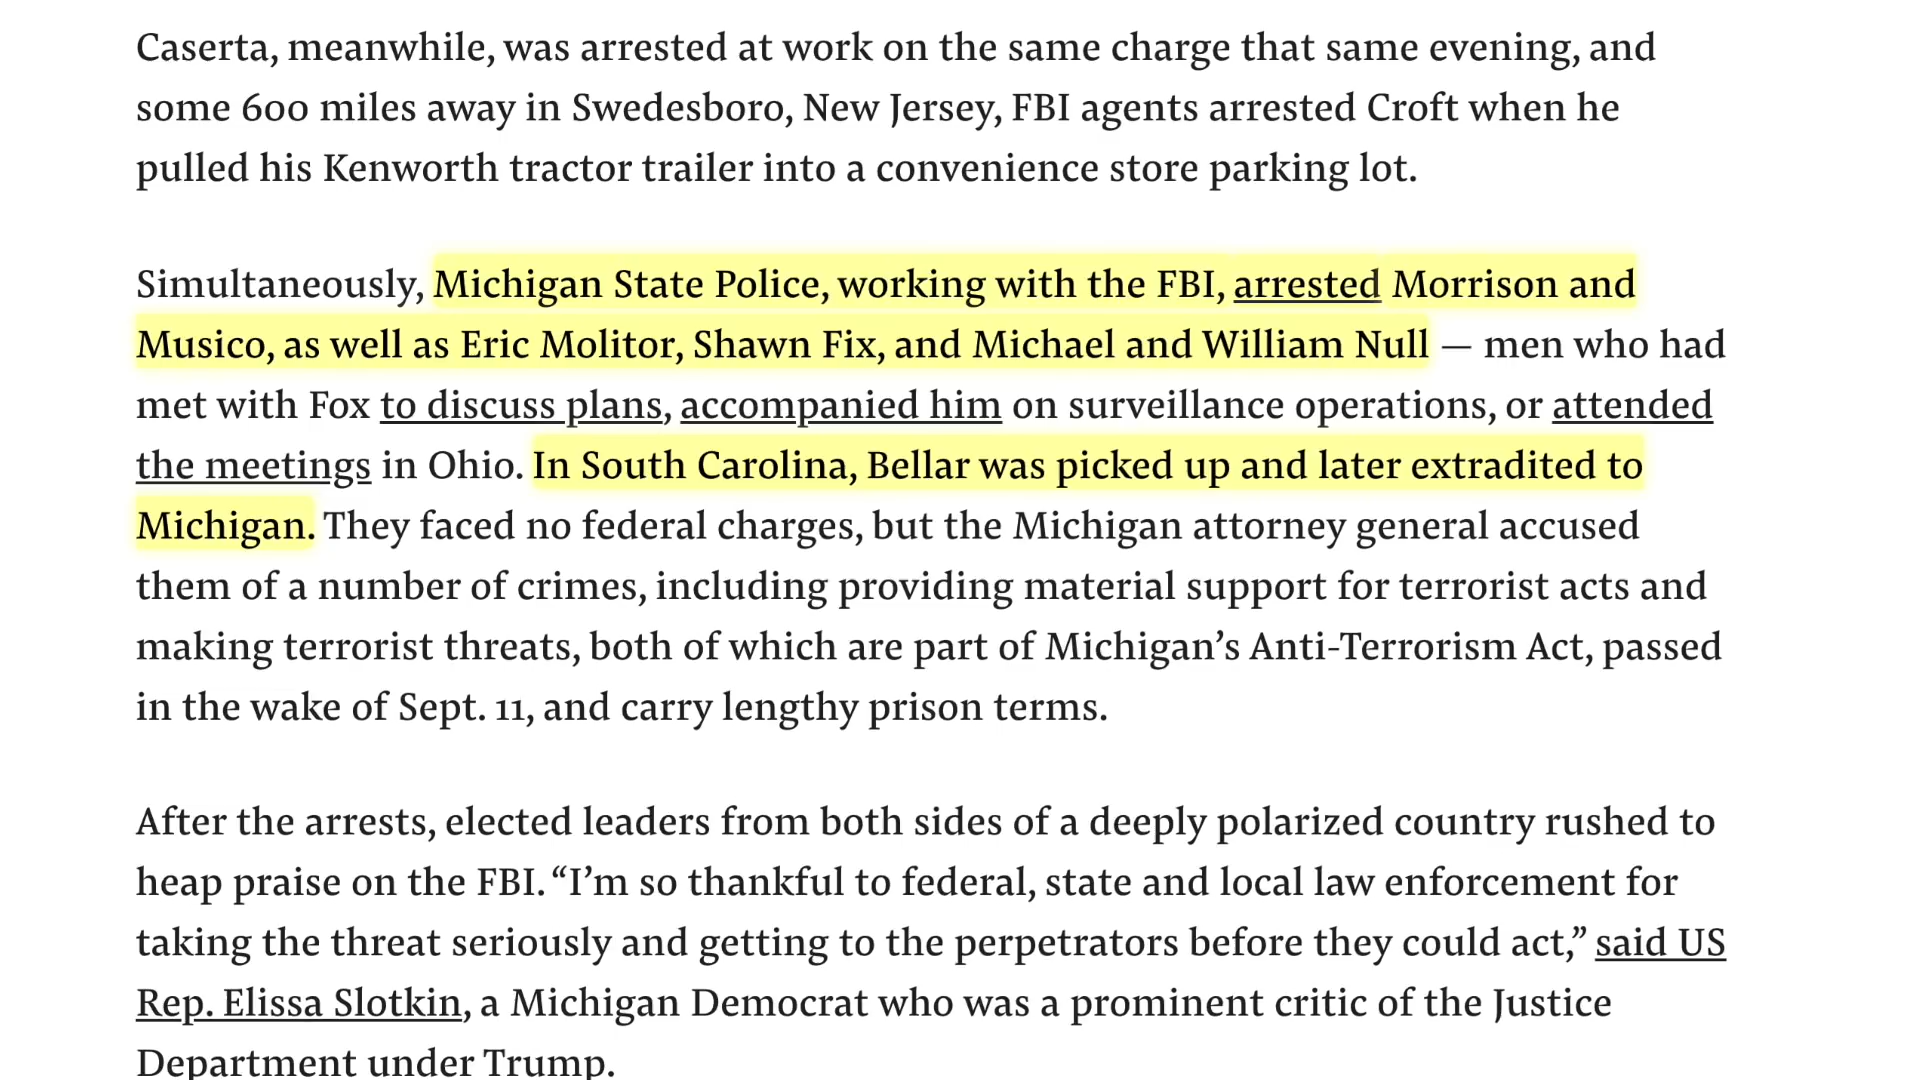 Caserta, meanwhile, was arrested at work on the same charge that same evening, and
some 600 miles away in Swedesboro, New Jersey, FBI agents arrested Croft when he
pulled his Kenworth tractor trailer into a convenience store parking lot.
Simultaneously, Michigan State Police, working with the FBI, arrested Morrison and
Musico, as well as Eric Molitor, Shawn Fix, and Michael and William Null — men who had
met with Fox to discuss plans, accompanied him on surveillance operations, or attended
the meetings in Ohio. In South Carolina, Bellar was picked up and later extradited to
Michigan. They faced no federal charges, but the Michigan attorney general accused
them of a number of crimes, including providing material support for terrorist acts and
making terrorist threats, both of which are part of Michigan’s Anti-Terrorism Act, passed
in the wake of Sept. 11, and carry lengthy prison terms.
After the arrests, elected leaders from both sides of a deeply polarized country rushed to
heap praise on the FBI. “I’m so thankful to federal, state and local law enforcement for
taking the threat seriously and getting to the perpetrators before they could act,” said US
Rep. Elissa Slotkin, a Michigan Democrat who was a prominent critic of the Justice
Department under Trump.